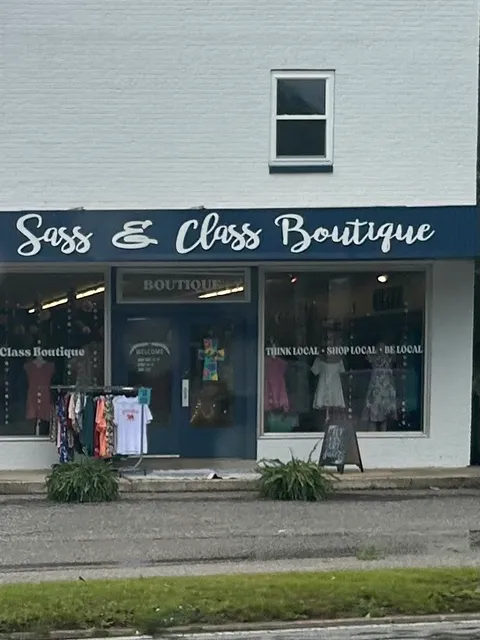 Sass & Class Boutique
BOUTIQUE
Class Boutique
WELCOME
THINK LOCAL • SHOP LOCAL • BE LOCAL